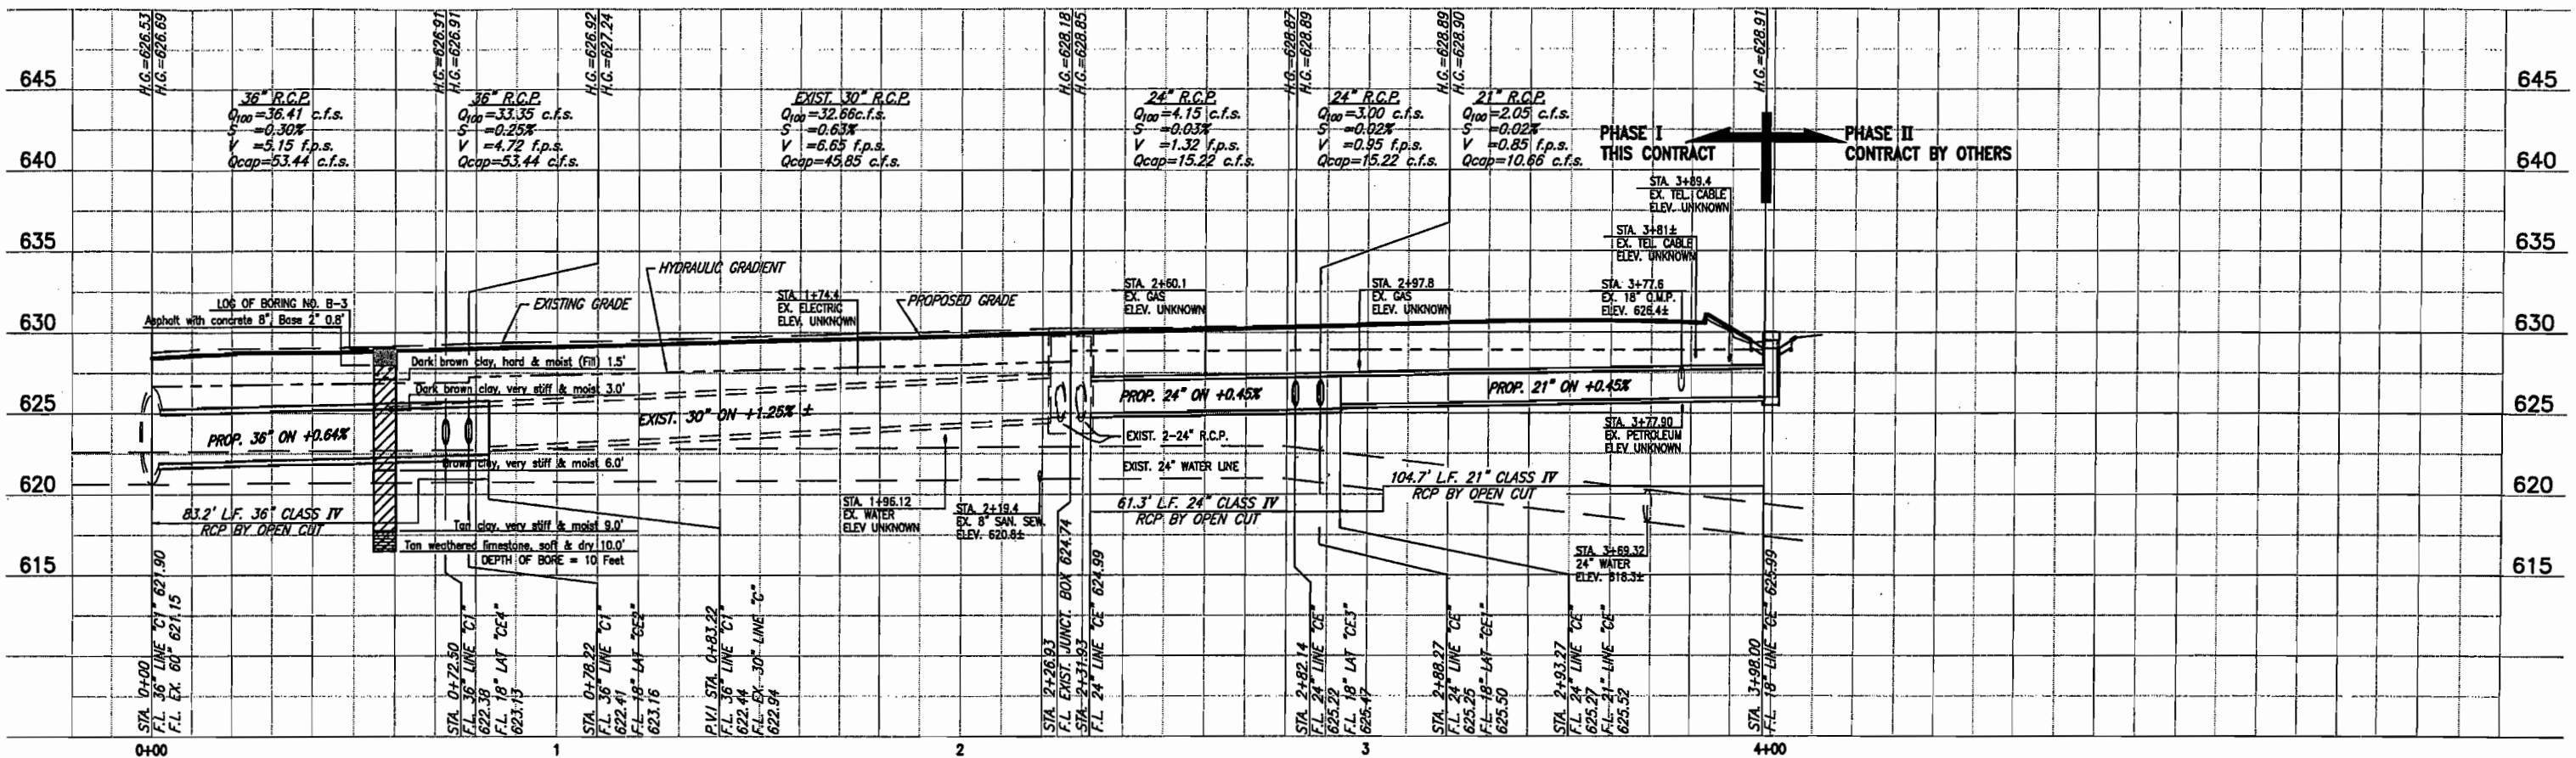 H.G.=626.53
H.G.=626.69
H.G.=626.91
H.G.=626.91
H.G.=626.92
H.G.=627.24
H.G.=628.18
H.G.=628.85
H.G.=628.87
H.G.=628.89
H.G.=628.89
H.G.=628.90
H.G.=628.91
645
640
635
630
625
620
615
645
640
635
630
625
620
615
36" R.C.P.
Q100=36.41 c.f.s.
S =0.30%
V =5.15 f.p.s.
Qcap=53.44 c.f.s.
36" R.C.P.
Q100=33.35 c.f.s.
S =0.25%
V =4.72 f.p.s.
Qcap=53.44 c.f.s.
EXIST. 30" R.C.P.
Q100=32.66c.f.s.
S =0.63%
V =6.65 f.p.s.
Qcap=45.85 c.f.s.
24" R.C.P.
Q100=4.15 c.f.s.
S =0.03%
V =1.32 f.p.s.
Qcap=15.22 c.f.s.
24" R.C.P.
Q100=3.00 c.f.s.
S =0.02%
V =0.95 f.p.s.
Qcap=15.22 c.f.s.
21" R.C.P.
Q100=2.05 c.f.s.
S =0.02%
V =0.85 f.p.s.
Qcap=10.66 c.f.s.
PHASE I
THIS CONTRACT
PHASE II
CONTRACT BY OTHERS
STA. 3+89.4
EX. TEL. CABLE
ELEV. UNKNOWN
STA. 3+81±
EX. TEL. CABLE
ELEV. UNKNOWN
STA. 3+77.6
EX. 18" C.M.P.
ELEV. 626.4±
LOG OF BORING NO. B-3
Asphalt with concrete 8", Base 2" 0.8'
EXISTING GRADE
HYDRAULIC GRADIENT
STA. 1+74.4
EX. ELECTRIC
ELEV. UNKNOWN
PROPOSED GRADE
STA. 2+60.1
EX. GAS
ELEV. UNKNOWN
STA. 2+97.8
EX. GAS
ELEV. UNKNOWN
Dark brown clay, hard & moist (Fill) 1.5'
Dark brown clay, very stiff & moist 3.0'
PROP. 36" ON +0.64%
EXIST. 30" ON +1.25% ±
PROP. 24" ON +0.45%
PROP. 21" ON +0.45%
EXIST. 2-24" R.C.P.
STA. 3+77.90
EX. PETROLEUM
ELEV UNKNOWN
Brown clay, very stiff & moist 6.0'
EXIST. 24" WATER LINE
83.2' L.F. 36" CLASS IV
RCP BY OPEN CUT
STA. 1+96.12
EX. WATER
ELEV UNKNOWN
STA. 2+19.4
EX. 8" SAN. SEW.
ELEV. 620.8±
61.3' L.F. 24" CLASS IV
RCP BY OPEN CUT
104.7' L.F. 21" CLASS IV
RCP BY OPEN CUT
Tan clay, very stiff & moist 9.0'
Tan weathered limestone, soft & dry 10.0'
DEPTH OF BORE = 10 Feet
STA. 3+69.32
24" WATER
ELEV. 618.3±
STA. 0+00
F.L. 36" LINE "C1" 621.90
F.L. EX. 60" 621.15
STA. 0+72.50
F.L. 36" LINE "C1"
622.38
F.L. 18" LAT "CE4"
623.13
STA. 0+78.22
F.L. 36" LINE "C1"
622.41
F.L. 18" LAT "CE2"
623.16
P.V.I STA. 0+83.22
F.L. 36" LINE "C1"
622.44
F.L. EX. 30" LINE "C"
622.94
STA. 2+26.93
F.L. EXIST. JUNCT. BOX 624.74
STA. 2+31.93
F.L. 24" LINE "CE" 624.99
STA. 2+82.14
F.L. 24" LINE "CE"
625.22
F.L. 18" LAT "CE3"
625.47
STA. 2+88.27
F.L. 24" LINE "CE"
625.25
F.L. 18" LAT "CE1"
625.50
STA. 2+93.27
F.L. 24" LINE "CE"
625.27
F.L. 21" LINE "CE"
625.52
STA. 3+98.00
F.L. 18" LINE "CE" 625.99
0+00
1
2
3
4+00